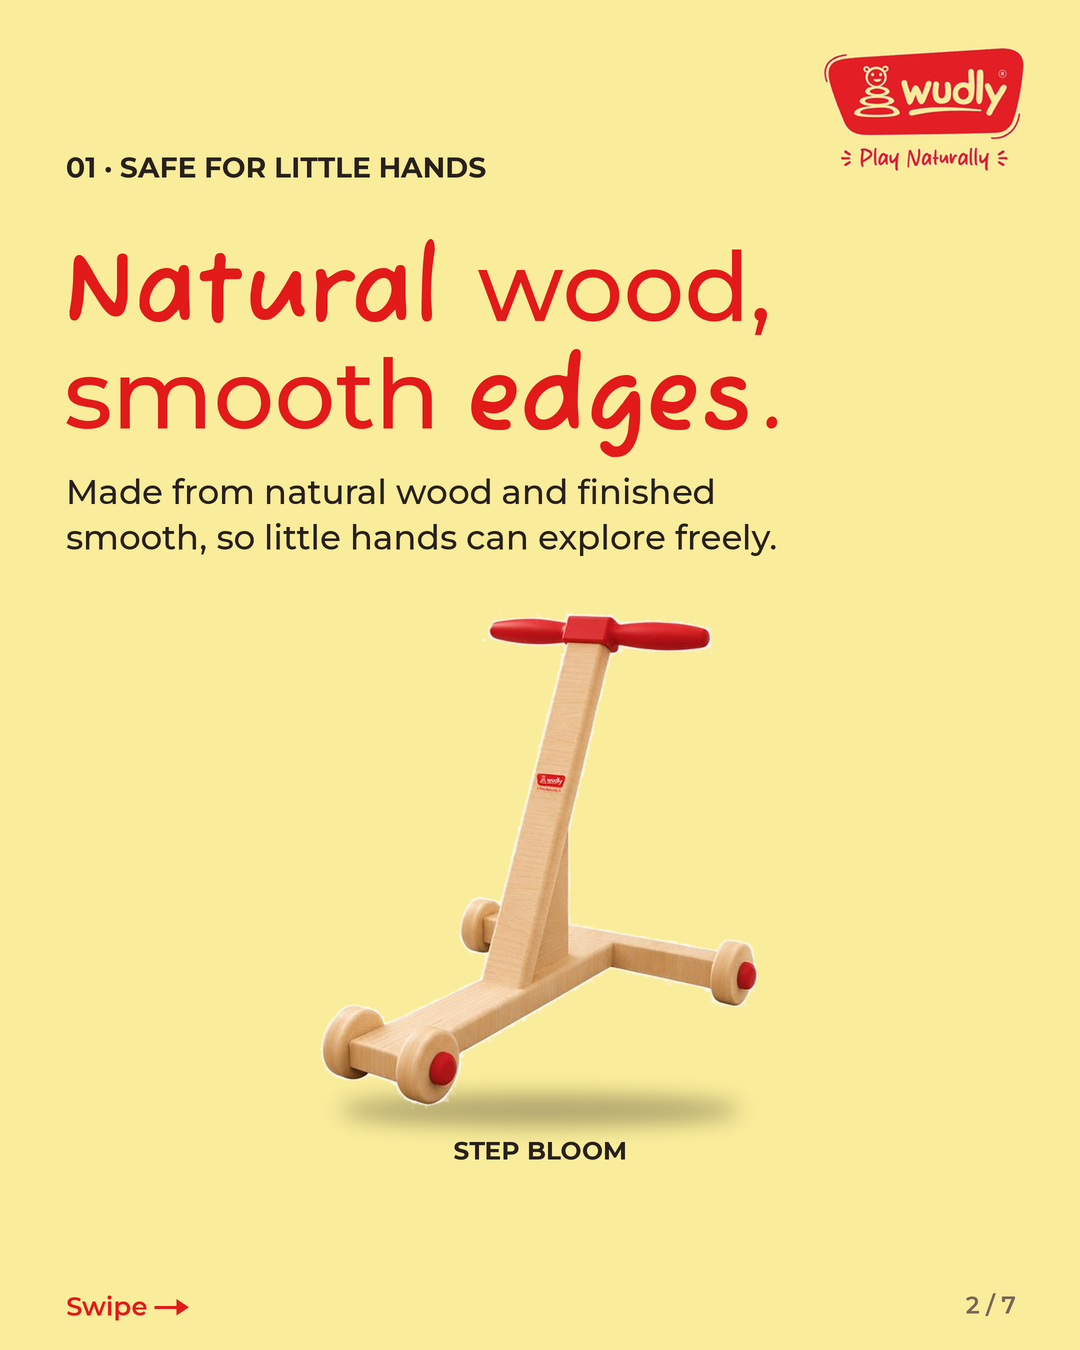 wudly
Play Naturally
01 · SAFE FOR LITTLE HANDS
Natural wood,
smooth edges.
Made from natural wood and finished
smooth, so little hands can explore freely.
wudly
STEP BLOOM
Swipe →
2 / 7